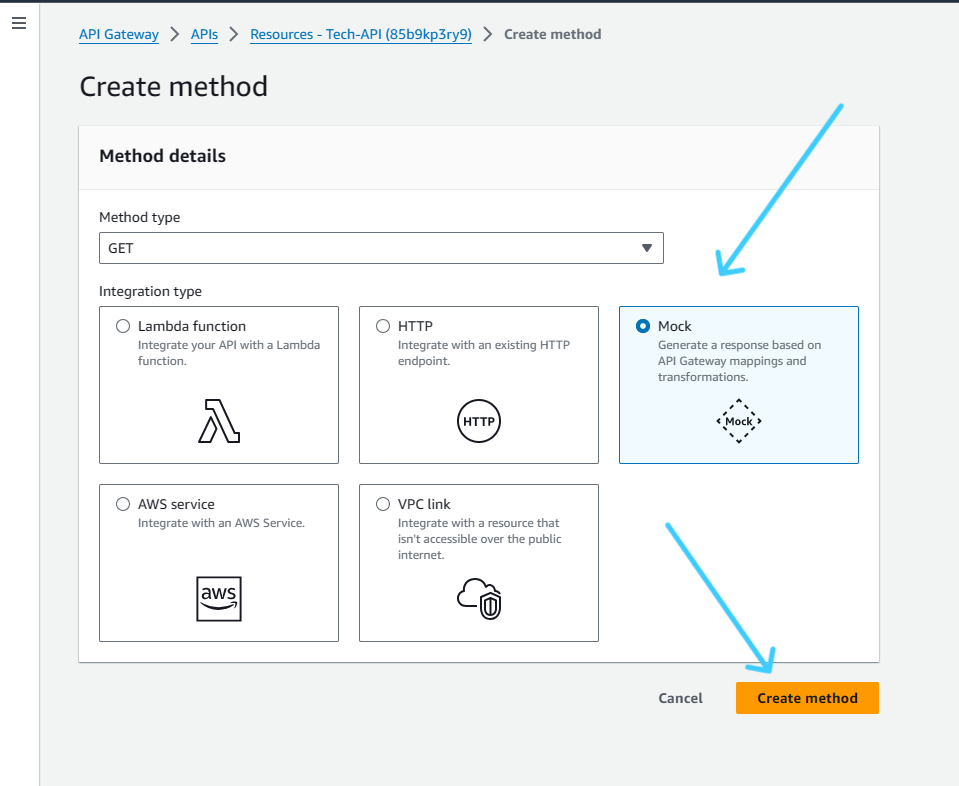 API Gateway > APIs > Resources - Tech-API (85b9kp3ry9) > Create method
Create method
Method details
Method type
GET
Integration type
Lambda function
Integrate your API with a Lambda
function.
HTTP
Integrate with an existing HTTP
endpoint.
HTTP
Mock
Generate a response based on
API Gateway mappings and
transformations.
Mock
AWS service
Integrate with an AWS Service.
aws
VPC link
Integrate with a resource that
isn't accessible over the public
internet.
Cancel
Create method